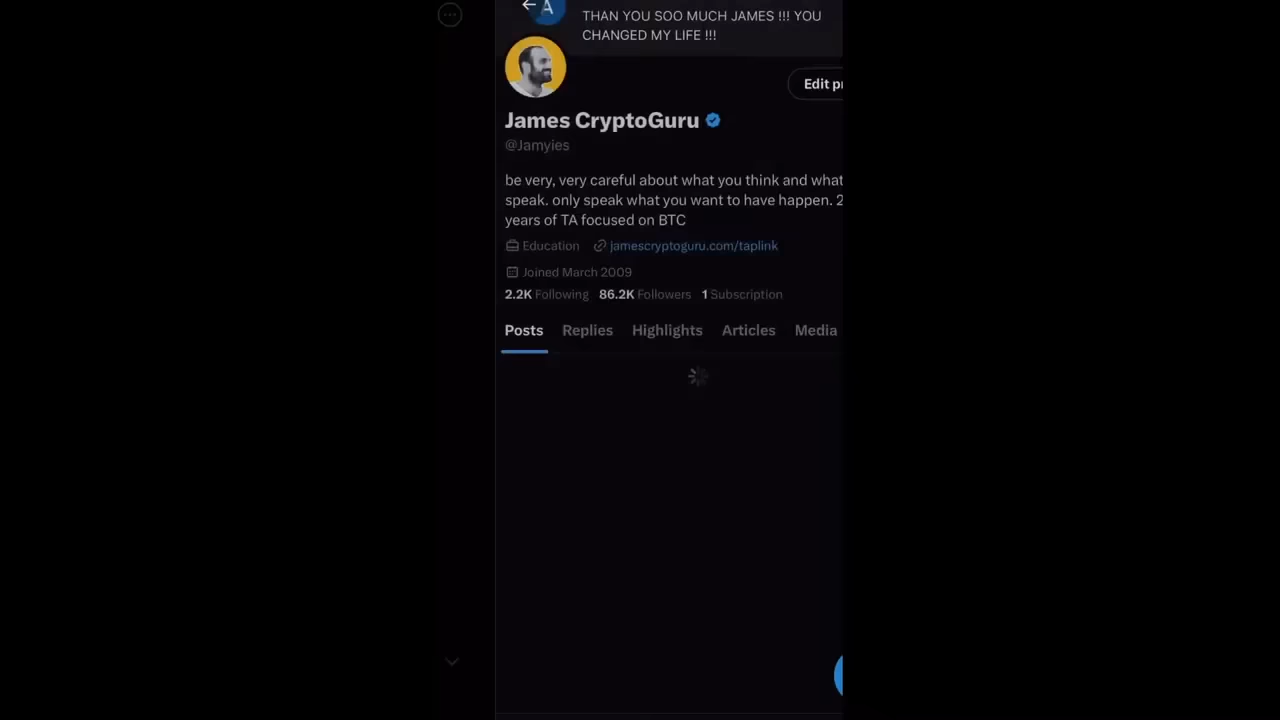 A
THAN YOU SOO MUCH JAMES !!! YOU
CHANGED MY LIFE !!!
Edit
James CryptoGuru
@Jamyies
be very, very careful about what you think and what
speak. only speak what you want to have happen. 2
years of TA focused on BTC
Education jamescryptoguru.com/taplink
Joined March 2009
2.2K Following 86.2K Followers 1 Subscription
Posts Replies Highlights Articles Media